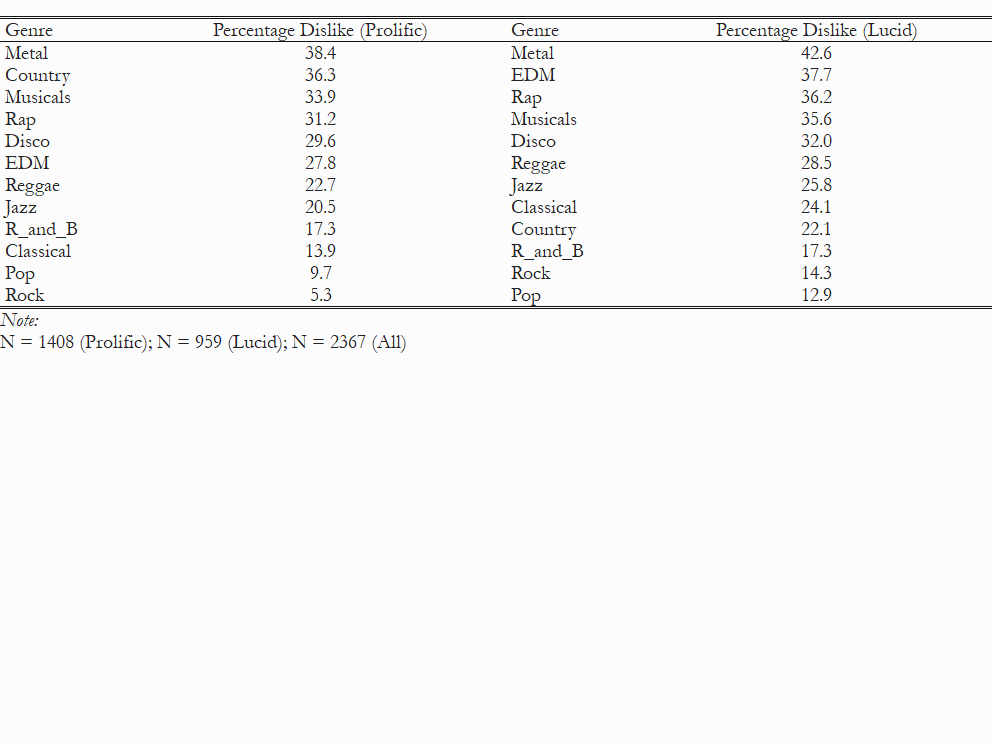 Genre Percentage Dislike (Prolific) Genre Percentage Dislike (Lucid)
Metal 38.4 Metal 42.6
Country 36.3 EDM 37.7
Musicals 33.9 Rap 36.2
Rap 31.2 Musicals 35.6
Disco 29.6 Disco 32.0
EDM 27.8 Reggae 28.5
Reggae 22.7 Jazz 25.8
Jazz 20.5 Classical 24.1
R_and_B 17.3 Country 22.1
Classical 13.9 R_and_B 17.3
Pop 9.7 Rock 14.3
Rock 5.3 Pop 12.9
Note:
N = 1408 (Prolific); N = 959 (Lucid); N = 2367 (All)